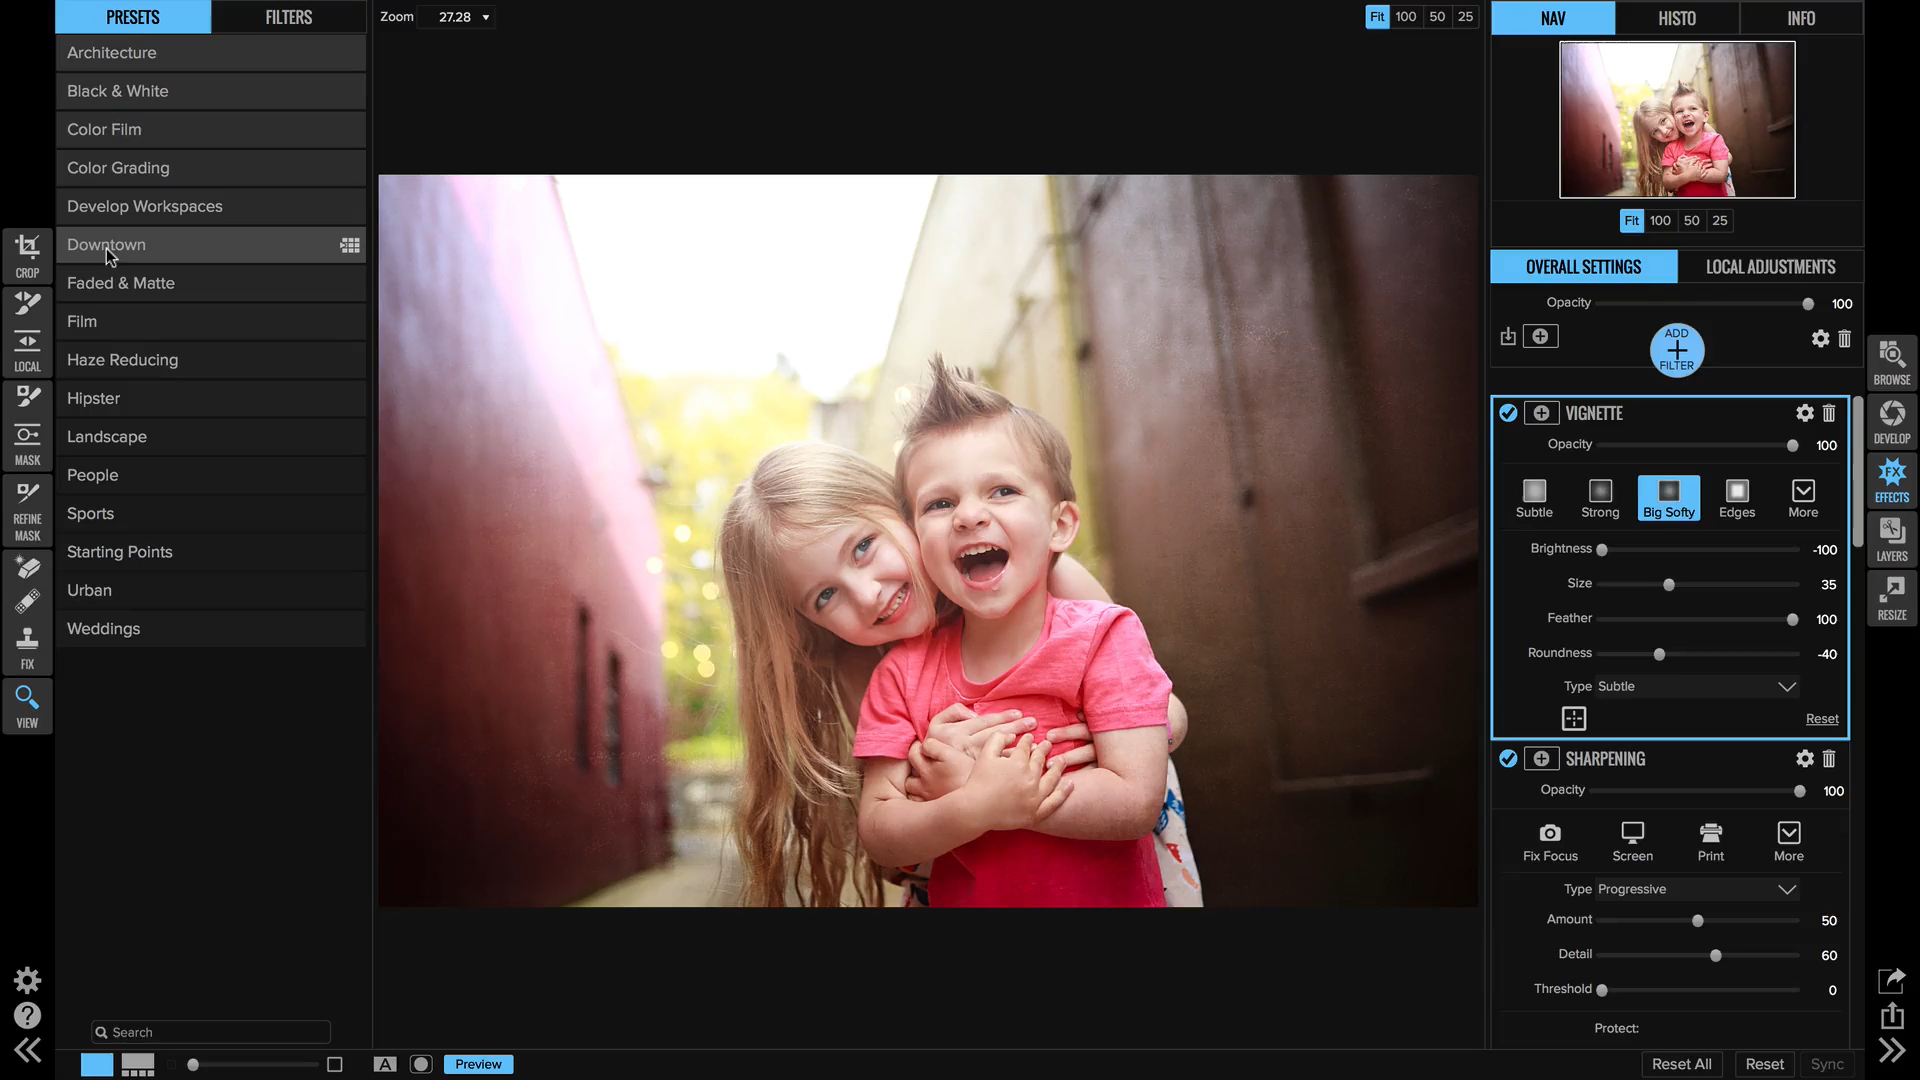 PRESETS
FILTERS
Architecture
Black & White
Color Film
Color Grading
Develop Workspaces
Downtown
Faded & Matte
Film
Haze Reducing
Hipster
Landscape
People
Sports
Starting Points
Urban
Weddings
Search
CROP
LOCAL
MASK
REFINE
MASK
FIX
VIEW
Zoom 27.28
Fit 100 50 25
A
Preview
NAV HISTO INFO
Fit 100 50 25
OVERALL SETTINGS LOCAL ADJUSTMENTS
Opacity 100
ADD
FILTER
VIGNETTE
Opacity 100
Subtle Strong Big Softy Edges More
Brightness -100
Size 35
Feather 100
Roundness -40
Type Subtle
Reset
SHARPENING
Opacity 100
Fix Focus Screen Print More
Type Progressive
Amount 50
Detail 60
Threshold 0
Protect:
Reset All Reset Sync
BROWSE
DEVELOP
FX
EFFECTS
LAYERS
RESIZE